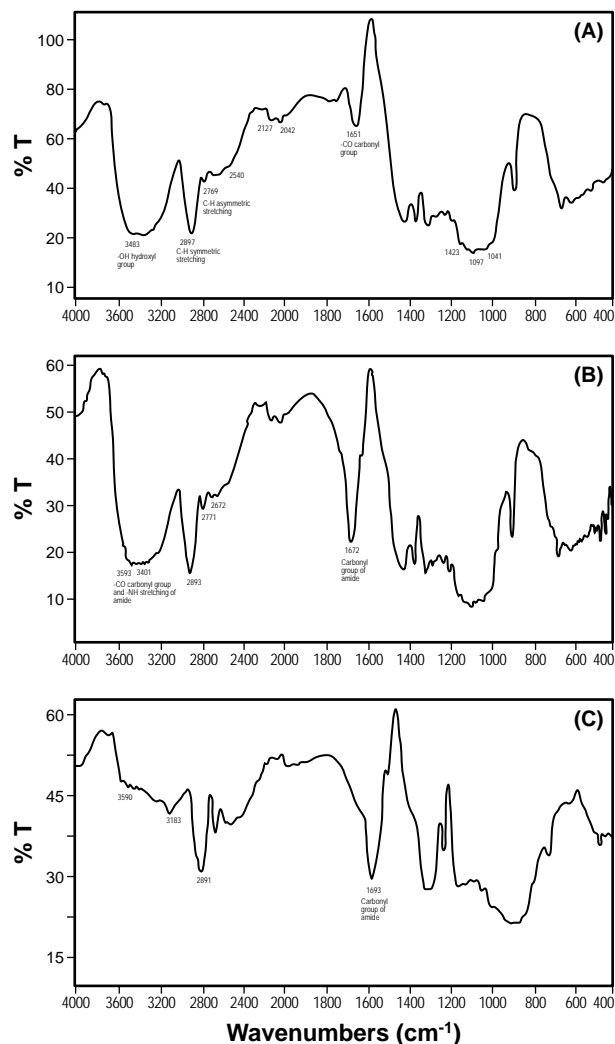 (A)
% T
100
80
60
40
20
10
2127
2042
2540
2769
C-H asymmetric
stretching
1651
-CO carbonyl
group
3483
-OH hydroxyl
group
2897
C-H symmetric
stretching
1423
1097
1041
4000 3600 3200 2800 2400 2000 1600 1400 1200 1000 800 600 400
(B)
% T
60
50
40
30
20
10
2672
2771
3593
3401
-CO carbonyl group
and -NH stretching of
amide
2893
1672
Carbonyl
group of
amide
4000 3600 3200 2800 2400 2000 1600 1400 1200 1000 800 600 400
(C)
% T
60
45
30
15
3590
3183
2891
1693
Carbonyl
group of
amide
4000 3600 3200 2800 2400 2000 1600 1400 1200 1000 800 600 400
Wavenumbers (cm⁻¹)